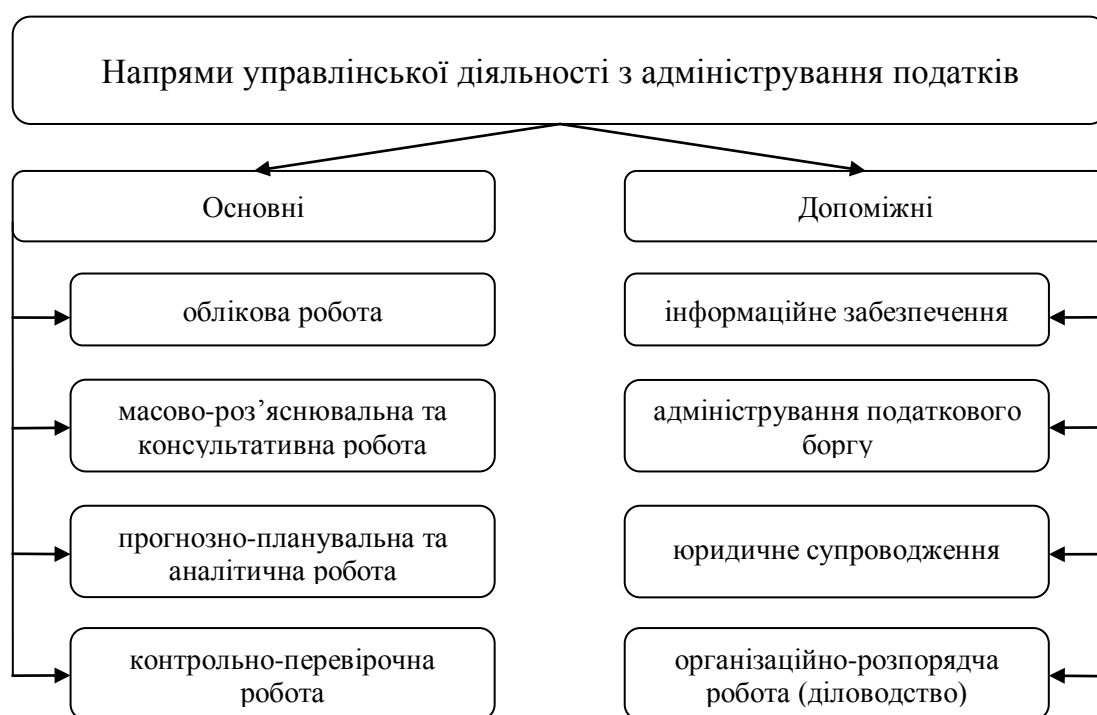 Напрями управлінської діяльності з адміністрування податків
Основні
Допоміжні
облікова робота
інформаційне забезпечення
масово-роз’яснювальна та
консультативна робота
адміністрування податкового
боргу
прогнозно-планувальна та
аналітична робота
юридичне супроводження
контрольно-перевірочна
робота
організаційно-розпорядча
робота (діловодство)